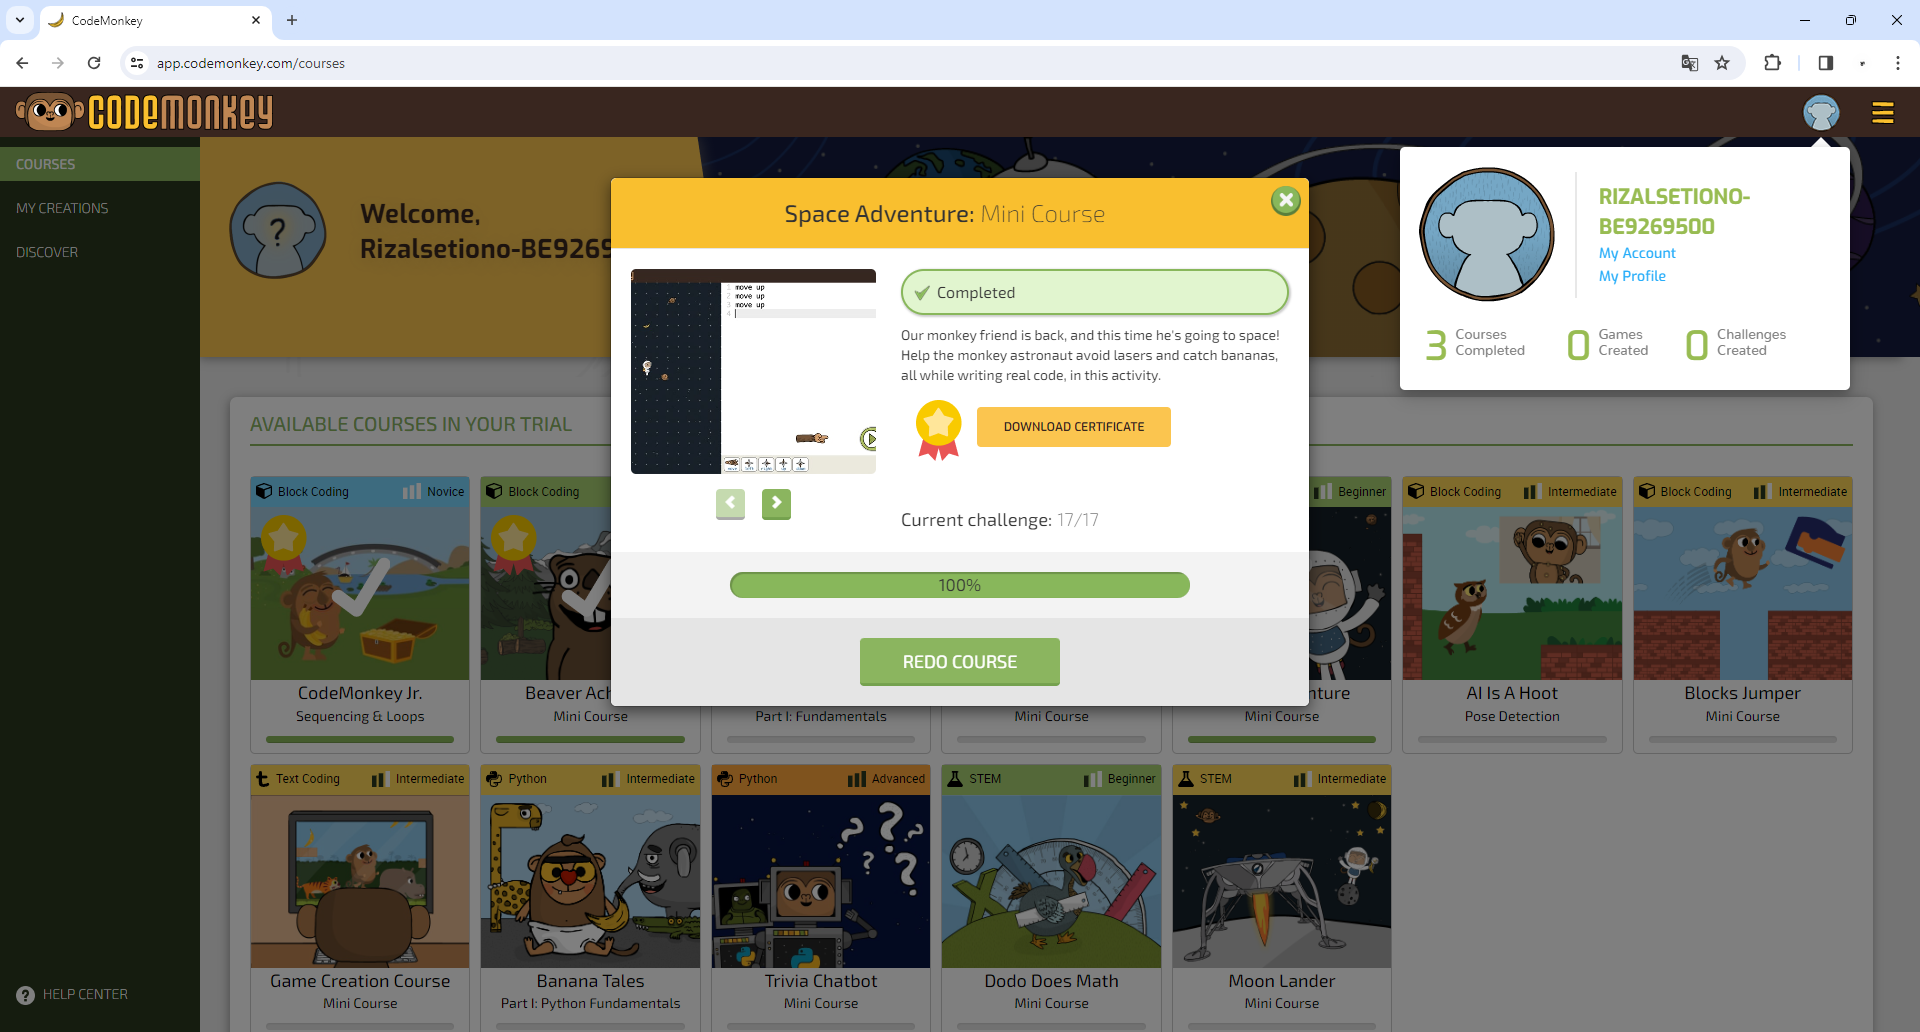 CodeMonkey
app.codemonkey.com/courses
CODEMONKEY
COURSES
MY CREATIONS
DISCOVER
HELP CENTER
Welcome,
Rizalsetiono-BE9269
RIZALSETIONO-
BE9269500
My Account
My Profile
3 Courses Completed
0 Games Created
0 Challenges Created
Space Adventure: Mini Course
1 move up
2 move up
3 move up
4
Completed
Our monkey friend is back, and this time he's going to space!
Help the monkey astronaut avoid lasers and catch bananas,
all while writing real code, in this activity.
DOWNLOAD CERTIFICATE
Current challenge: 17/17
100%
REDO COURSE
AVAILABLE COURSES IN YOUR TRIAL
Block Coding Novice
CodeMonkey Jr.
Sequencing & Loops
Block Coding
Beaver Ach
Mini Course
Part I: Fundamentals
Mini Course
Beginner
nture
Mini Course
Block Coding Intermediate
AI Is A Hoot
Pose Detection
Block Coding Intermediate
Blocks Jumper
Mini Course
Text Coding Intermediate
Game Creation Course
Mini Course
Python Intermediate
Banana Tales
Part I: Python Fundamentals
Python Advanced
Trivia Chatbot
Mini Course
STEM Beginner
Dodo Does Math
Mini Course
STEM Intermediate
Moon Lander
Mini Course